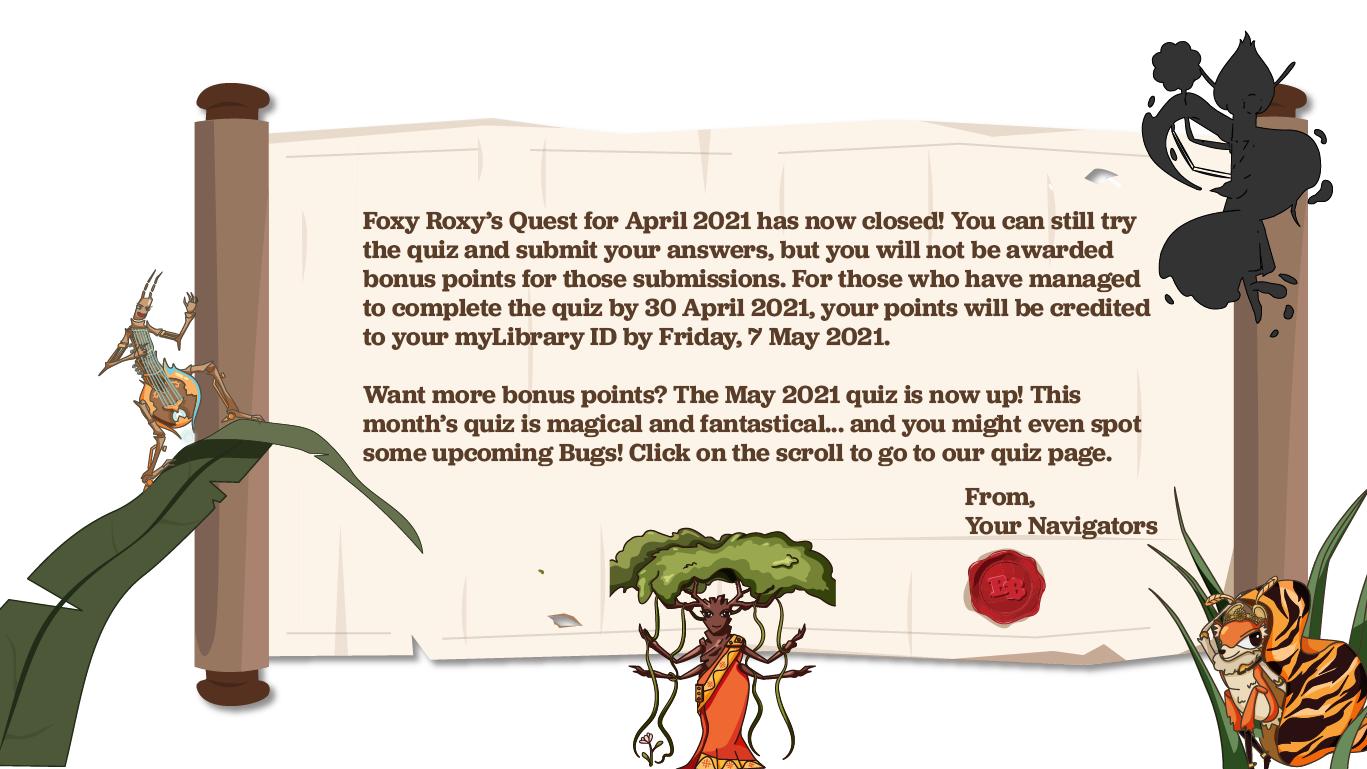 Foxy Roxy’s Quest for April 2021 has now closed! You can still try
the quiz and submit your answers, but you will not be awarded
bonus points for those submissions. For those who have managed
to complete the quiz by 30 April 2021, your points will be credited
to your myLibrary ID by Friday, 7 May 2021.
Want more bonus points? The May 2021 quiz is now up! This
month’s quiz is magical and fantastical... and you might even spot
some upcoming Bugs! Click on the scroll to go to our quiz page.
From,
Your Navigators
BB